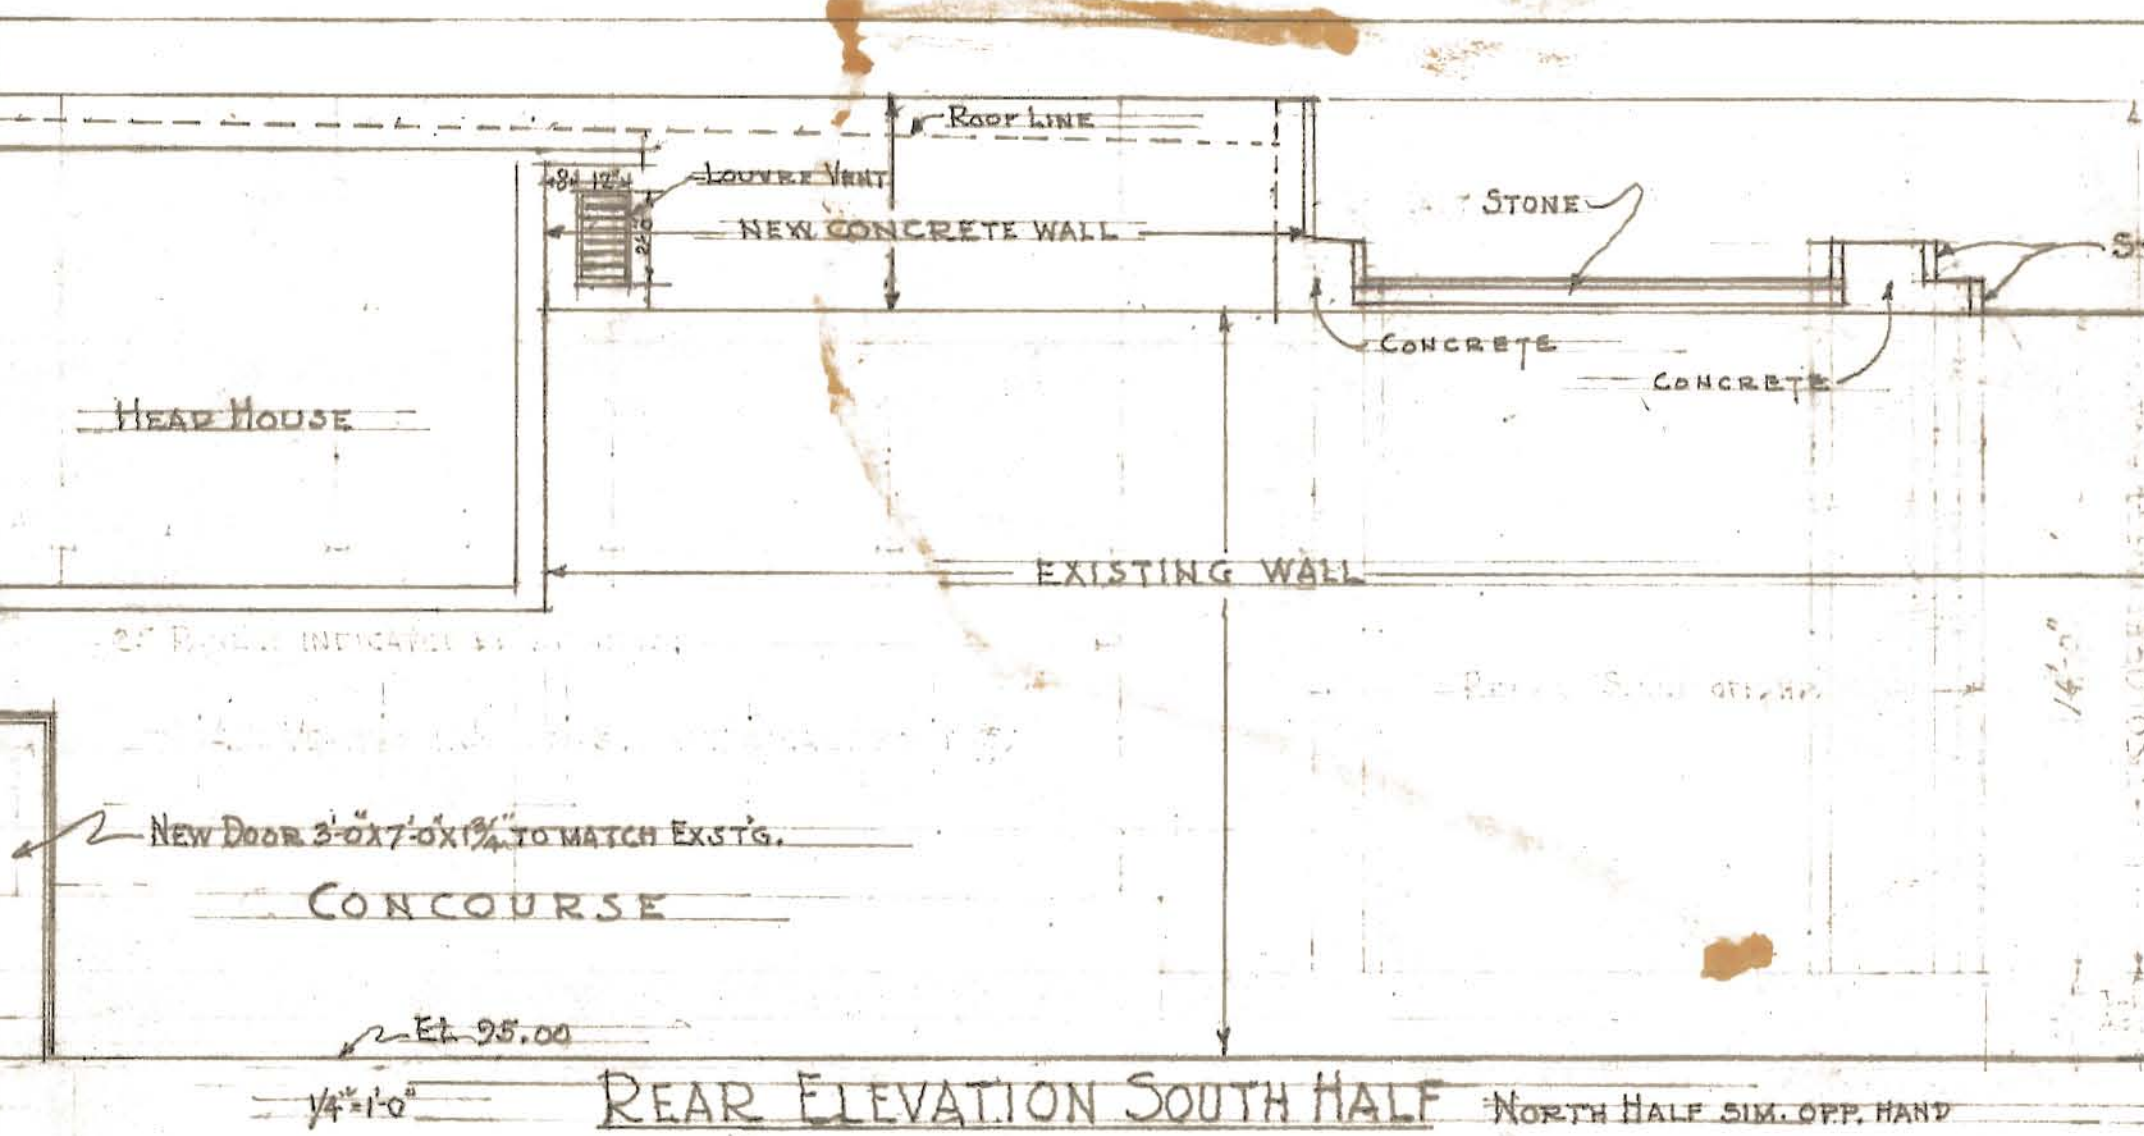 ROOF LINE
8" 12"
LOUVRE VENT
2'-0"
NEW CONCRETE WALL
STONE
S
CONCRETE
CONCRETE
HEAD HOUSE
EXISTING WALL
INDICATED
14'-0"
NEW DOOR 3'-0"X7'-0"X1¾" TO MATCH EXST'G.
CONCOURSE
EL 95.00
1/4"=1'-0" REAR ELEVATION SOUTH HALF NORTH HALF SIM. OPP. HAND